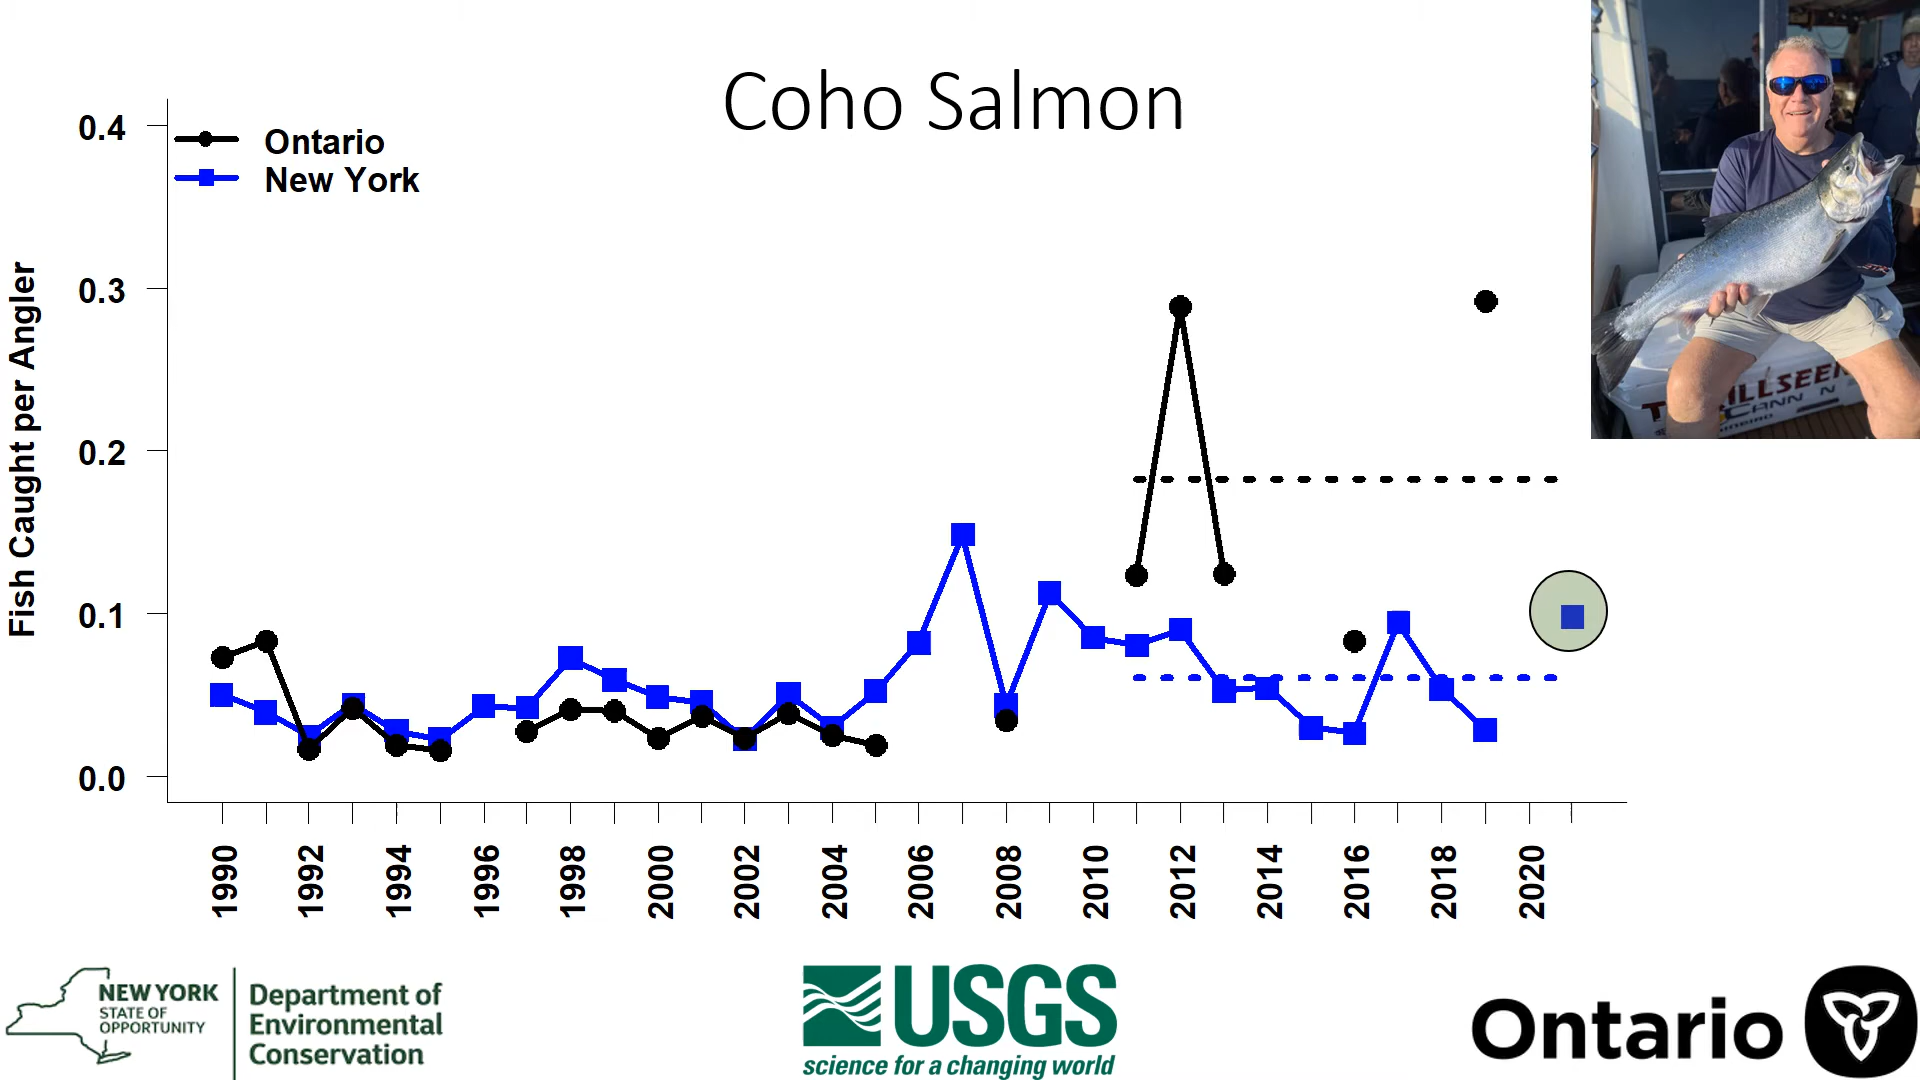 Coho Salmon
Ontario
New York
Fish Caught per Angler
0.4
0.3
0.2
0.1
0.0
1990
1992
1994
1996
1998
2000
2002
2004
2006
2008
2010
2012
2014
2016
2018
2020
NEW YORK
STATE OF
OPPORTUNITY
Department of
Environmental
Conservation
USGS
science for a changing world
Ontario